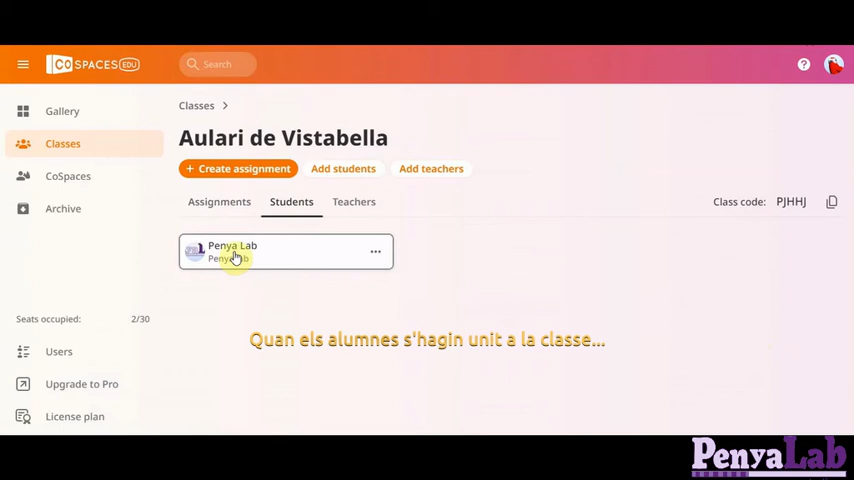 CO SPACES EDU
Search
Gallery
Classes
CoSpaces
Archive
Seats occupied: 2/30
Users
Upgrade to Pro
License plan
Classes
Aulari de Vistabella
+ Create assignment
Add students
Add teachers
Assignments
Students
Teachers
Class code: PJHHJ
Penya Lab
Quan els alumnes s'hagin unit a la classe...
PenyaLab